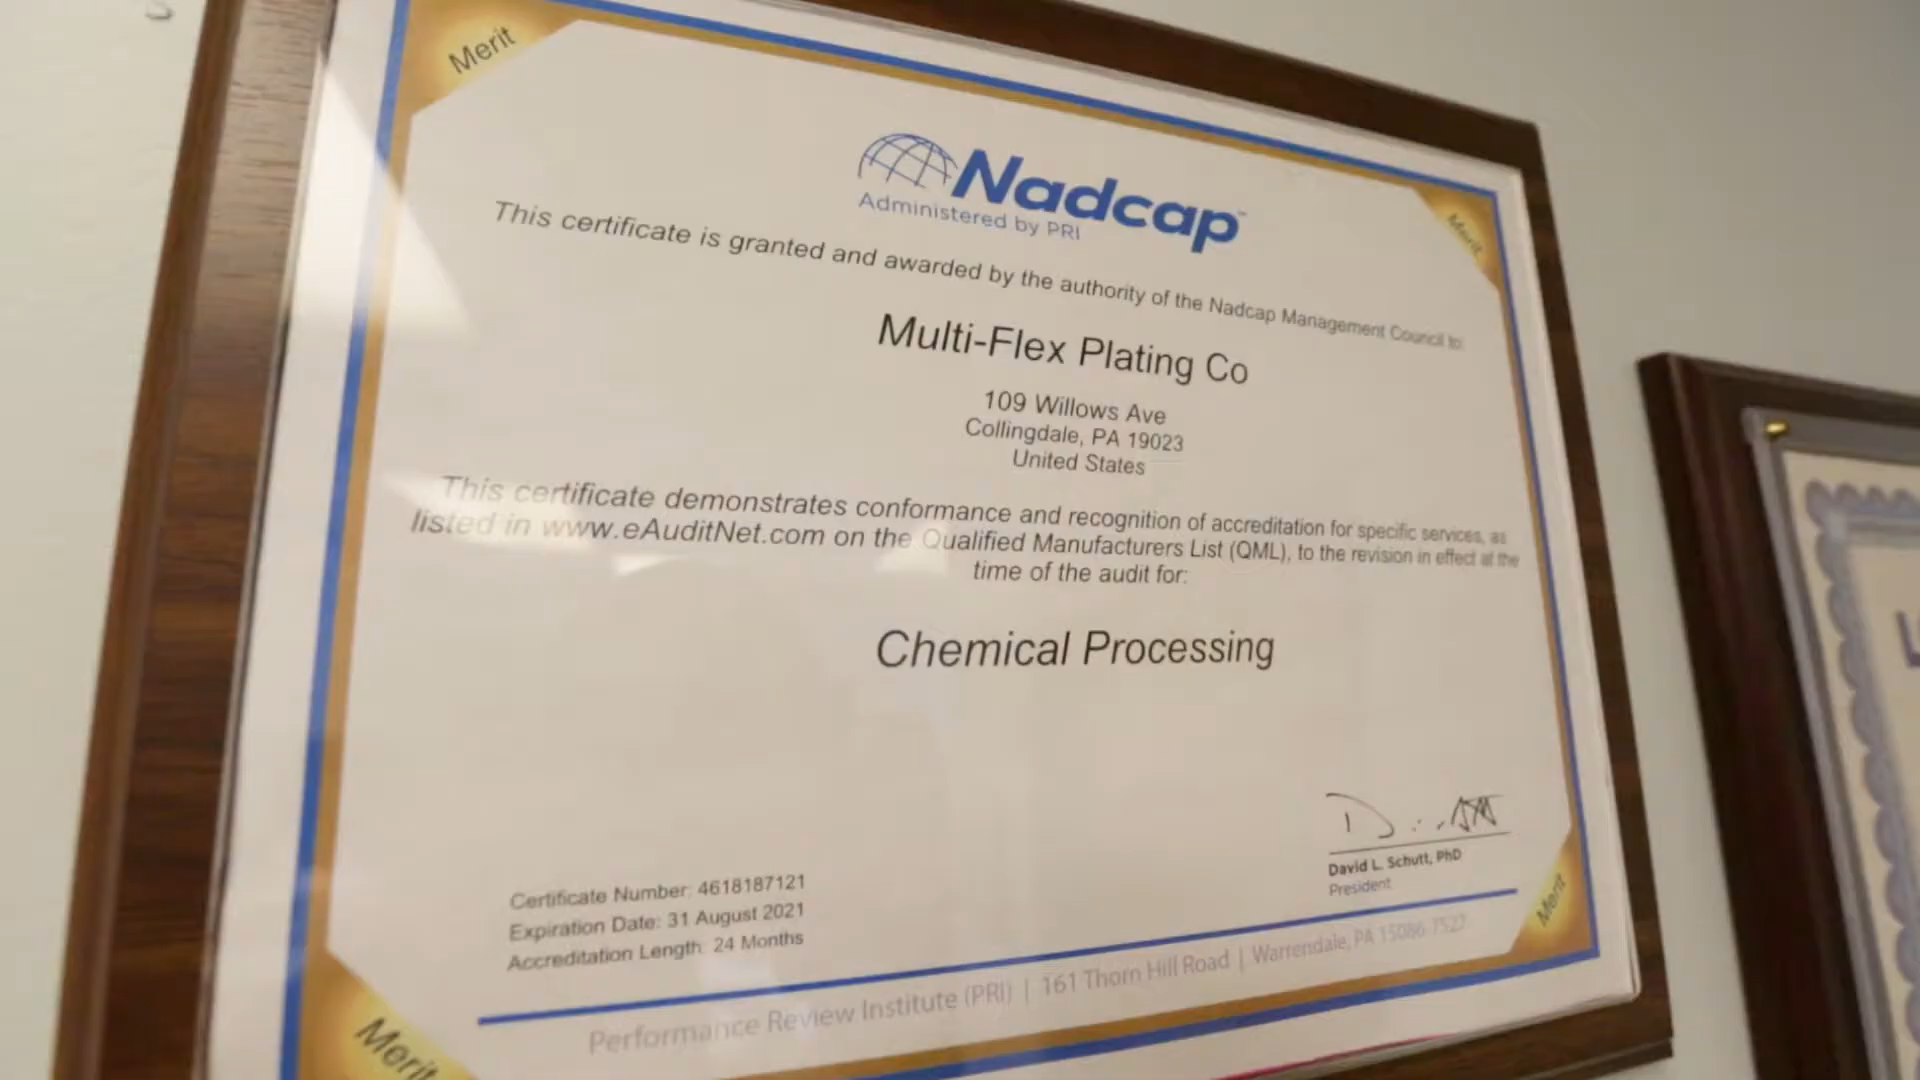 Merit
Merit
Nadcap™
Administered by PRI
This certificate is granted and awarded by the authority of the Nadcap Management Council to:
Multi-Flex Plating Co
109 Willows Ave
Collingdale, PA 19023
United States
This certificate demonstrates conformance and recognition of accreditation for specific services, as
listed in www.eAuditNet.com on the Qualified Manufacturers List (QML), to the revision in effect at the
time of the audit for:
Chemical Processing
David L. Schutt, PhD
President
Certificate Number: 4618187121
Expiration Date: 31 August 2021
Accreditation Length: 24 Months
Performance Review Institute (PRI) | 161 Thorn Hill Road | Warrendale, PA 15086-7527
Merit
Merit